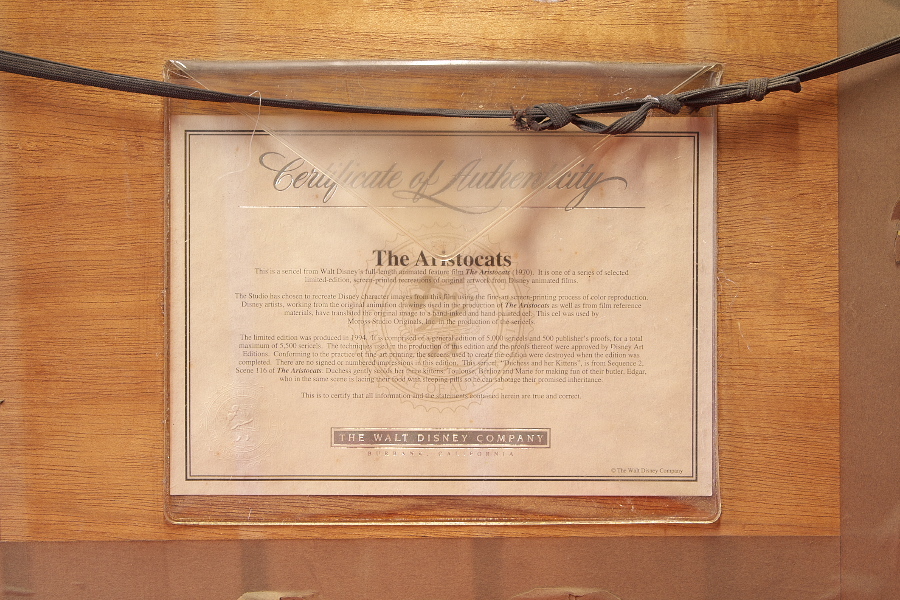 Certificate of Authenticity
The Aristocats
This is a sericel from Walt Disney's full-length animated feature film The Aristocats (1970). It is one of a series of selected
limited-edition, screen-printed recreations of original artwork from Disney animated films.
The Studio has chosen to recreate Disney character images from this film using the fine-art screen-printing process of color reproduction.
Disney artists, working from the original animation drawings used in the production of The Aristocats as well as from film reference
materials, have translated the original image to a hand-inked and hand-painted cel. This cel was used by
Moross Studio Originals, Inc. in the production of the sericels.
The limited edition was produced in 1994. It is comprised of a general edition of 5,000 sericels and 500 publisher's proofs, for a total
maximum of 5,500 sericels. The techniques used in the production of this edition and the proofs thereof were approved by Disney Art
Editions. Conforming to the practice of fine art printing, the screens used to create the edition were destroyed when the edition was
completed. There are no signed or numbered impressions in this edition. This sericel "Duchess and her Kittens", is from Sequence 2,
Scene 116 of The Aristocats. Duchess gently scolds her three kittens, Toulouse, Berlioz and Marie for making fun of their butler, Edgar,
who in the same scene is lacing their food with sleeping pills so he can sabotage their promised inheritance.
This is to certify that all information and the statements contained herein are true and correct.
THE WALT DISNEY COMPANY
BURBANK, CALIFORNIA
© The Walt Disney Company